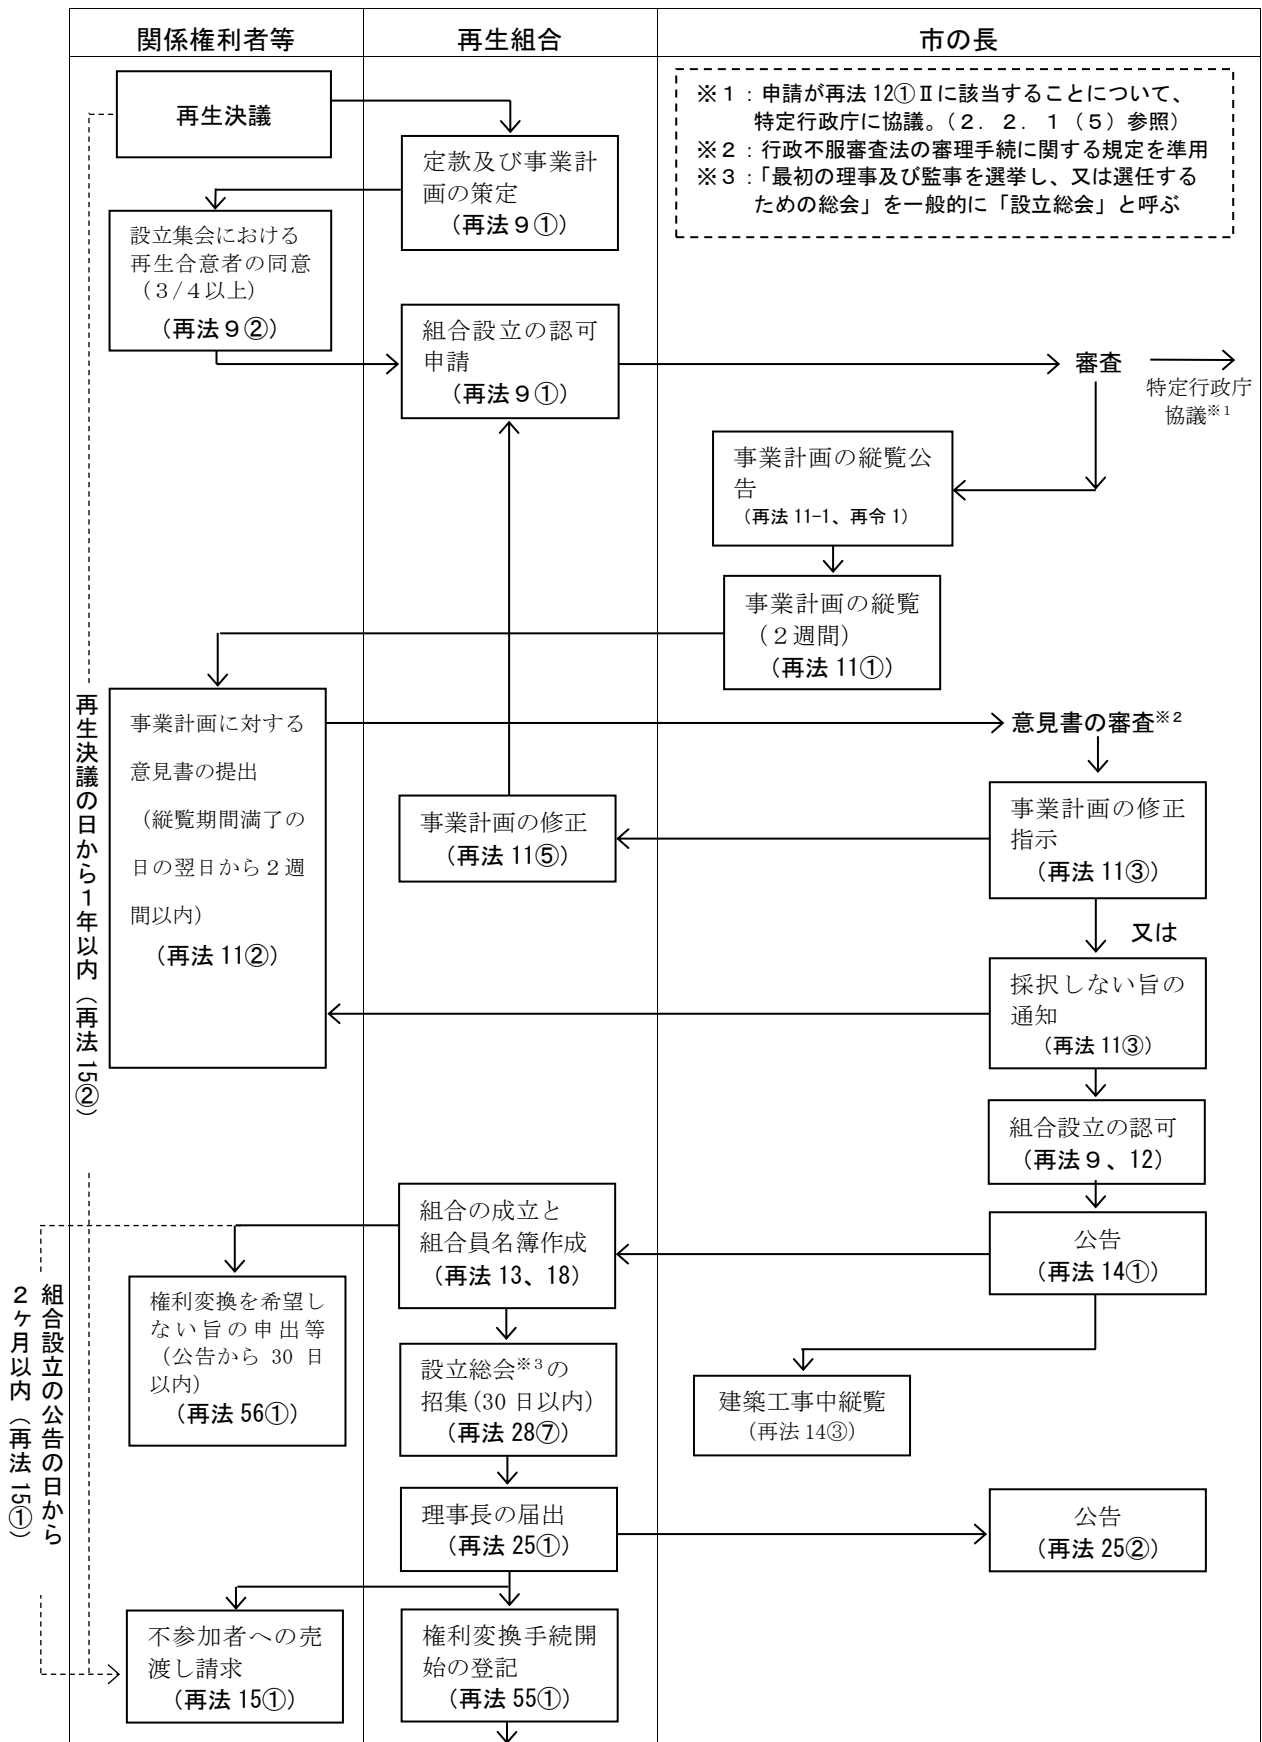 関係権利者等
再生組合
市の長
※1：申請が再法12①Ⅱに該当することについて、
特定行政庁に協議。（２．２．１（５）参照）
※2：行政不服審査法の審理手続に関する規定を準用
※3：「最初の理事及び監事を選挙し、又は選任する
ための総会」を一般的に「設立総会」と呼ぶ
再生決議
定款及び事業計
画の策定
（再法９①）
設立集会における
再生合意者の同意
（３/４以上）
（再法９②）
組合設立の認可
申請
（再法９①）
審査
特定行政庁
協議※1
事業計画の縦覧公
告
（再法11-1、再令1）
事業計画の縦覧
（２週間）
（再法11①）
事業計画に対する
意見書の提出
（縦覧期間満了の
日の翌日から２週
間以内）
（再法11②）
意見書の審査※2
事業計画の修正
指示
（再法11③）
事業計画の修正
（再法11⑤）
又は
採択しない旨の
通知
（再法11③）
再生決議の日から１年以内（再法15②）
組合設立の認可
（再法９、12）
公告
（再法14①）
組合の成立と
組合員名簿作成
（再法13、18）
権利変換を希望し
ない旨の申出等
（公告から 30 日
以内）
（再法56①）
設立総会※3の
招集(30日以内)
（再法28⑦）
建築工事中縦覧
（再法14③）
組合設立の公告の日から
２ヶ月以内（再法15①）
理事長の届出
（再法25①）
公告
（再法25②）
不参加者への売
渡し請求
（再法15①）
権利変換手続開
始の登記
（再法55①）